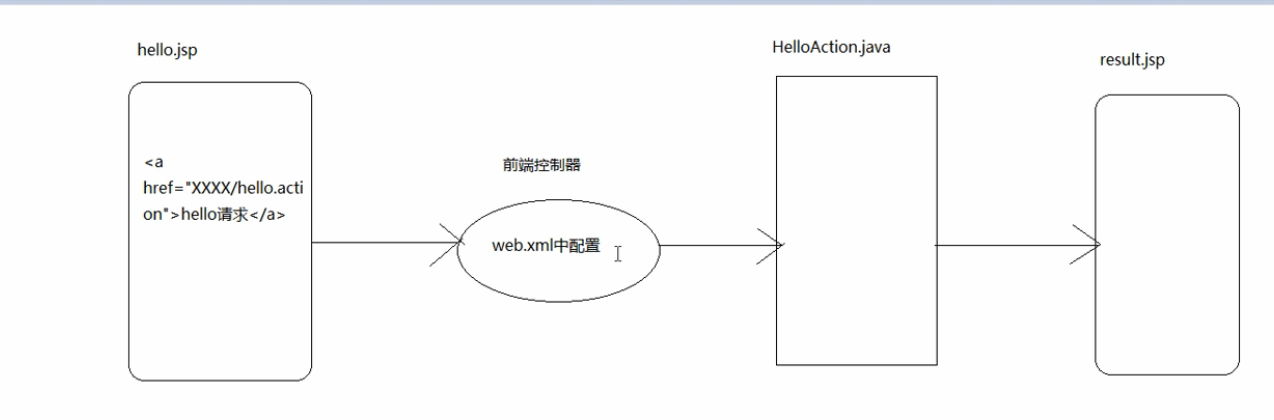 hello.jsp
HelloAction.java
result.jsp
<a
href="XXXX/hello.acti
on">hello请求</a>
前端控制器
web.xml中配置